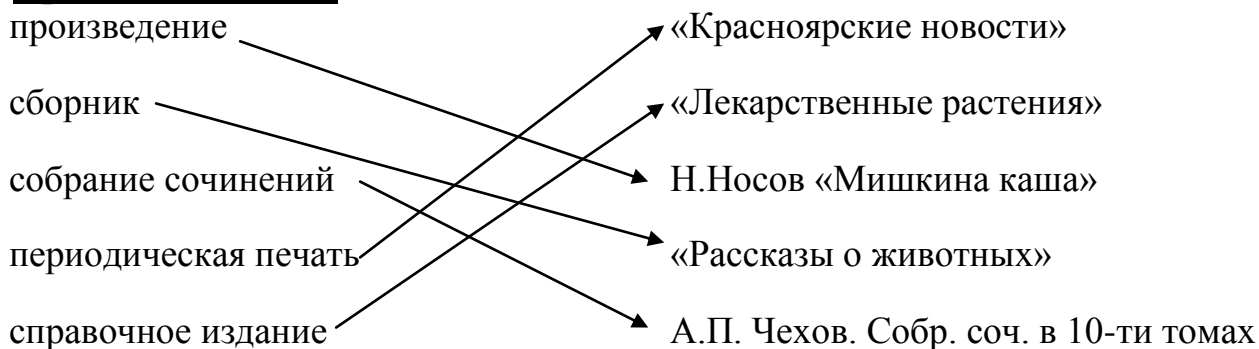 произведение «Красноярские новости»
сборник «Лекарственные растения»
собрание сочинений Н.Носов «Мишкина каша»
периодическая печать «Рассказы о животных»
справочное издание А.П. Чехов. Собр. соч. в 10-ти томах